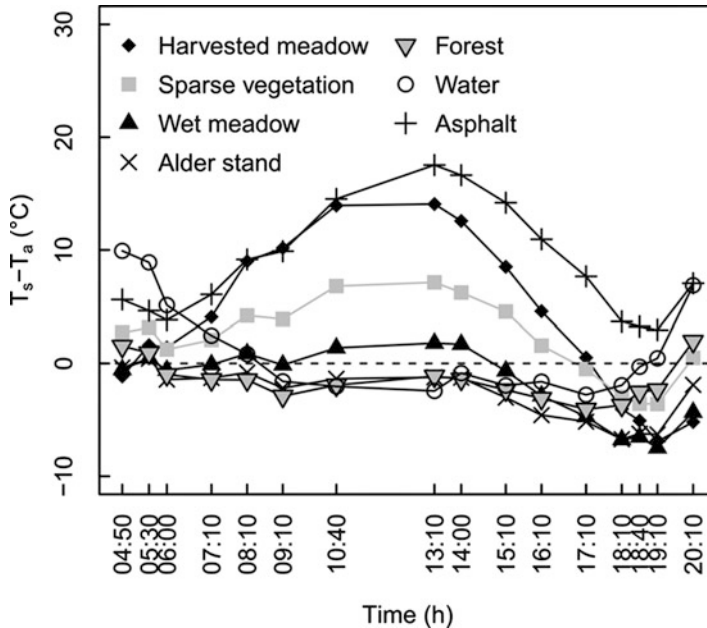 30
20
10
0
−10
Ts−Ta (°C)
Harvested meadow
Sparse vegetation
Wet meadow
Alder stand
Forest
Water
Asphalt
04:50
05:30
06:00
07:10
08:10
09:10
10:40
13:10
14:00
15:10
16:10
17:10
18:10
18:40
19:10
20:10
Time (h)